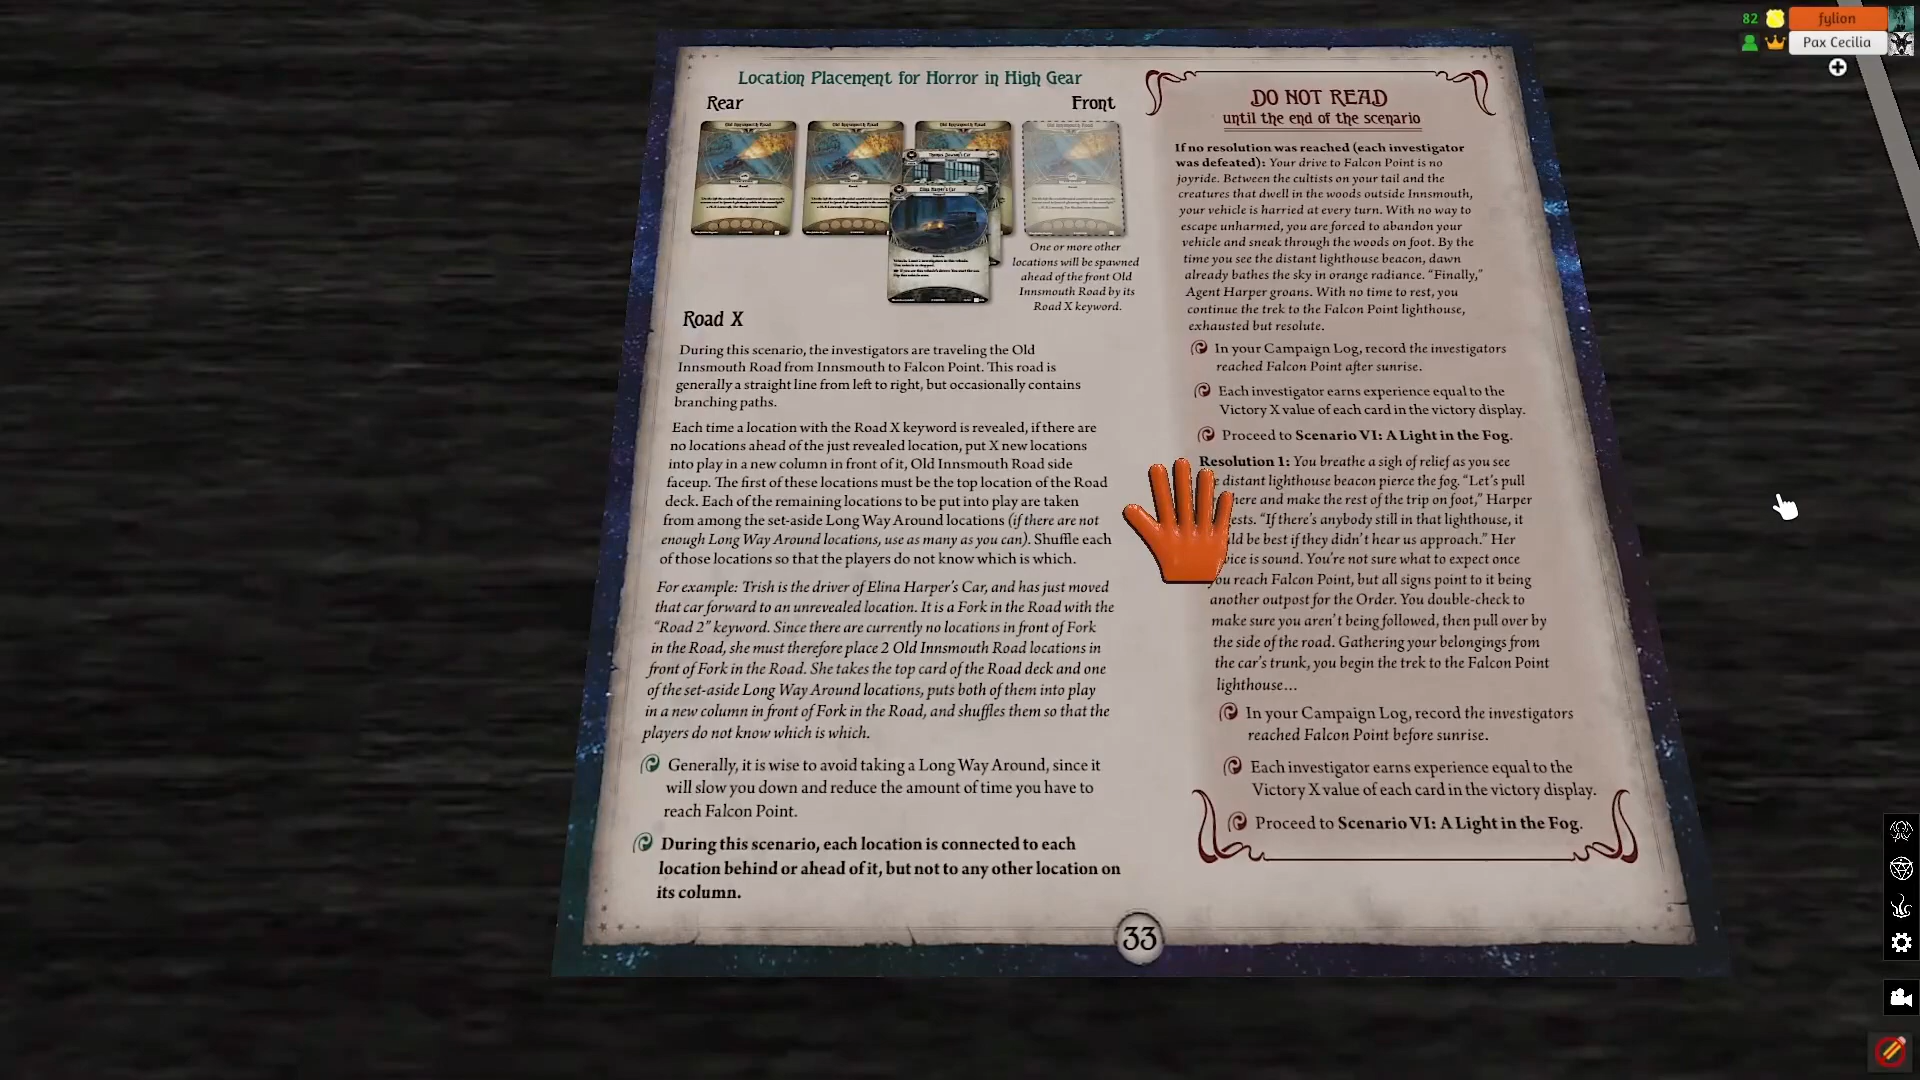 82
fylion
Pax Cecilia
Location Placement for Horror in High Gear
Rear
Front
Old Innsmouth Road
Old Innsmouth Road
Old Innsmouth Road
Old Innsmouth Road
Thomas Dawson's Car
Elina Harper's Car
One or more other
locations will be spawned
ahead of the front Old
Innsmouth Road by its
Road X keyword.
Road X
During this scenario, the investigators are traveling the Old
Innsmouth Road from Innsmouth to Falcon Point. This road is
generally a straight line from left to right, but occasionally contains
branching paths.
Each time a location with the Road X keyword is revealed, if there are
no locations ahead of the just revealed location, put X new locations
into play in a new column in front of it, Old Innsmouth Road side
faceup. The first of these locations must be the top location of the Road
deck. Each of the remaining locations to be put into play are taken
from among the set-aside Long Way Around locations (if there are not
enough Long Way Around locations, use as many as you can). Shuffle each
of those locations so that the players do not know which is which.
For example: Trish is the driver of Elina Harper's Car, and has just moved
that car forward to an unrevealed location. It is a Fork in the Road with the
"Road 2" keyword. Since there are currently no locations in front of Fork
in the Road, she must therefore place 2 Old Innsmouth Road locations in
front of Fork in the Road. She takes the top card of the Road deck and one
of the set-aside Long Way Around locations, puts both of them into play
in a new column in front of Fork in the Road, and shuffles them so that the
players do not know which is which.
Generally, it is wise to avoid taking a Long Way Around, since it
will slow you down and reduce the amount of time you have to
reach Falcon Point.
During this scenario, each location is connected to each
location behind or ahead of it, but not to any other location on
its column.
DO NOT READ
until the end of the scenario
If no resolution was reached (each investigator
was defeated): Your drive to Falcon Point is no
joyride. Between the cultists on your tail and the
creatures that dwell in the woods outside Innsmouth,
your vehicle is harried at every turn. With no way to
escape unharmed, you are forced to abandon your
vehicle and sneak through the woods on foot. By the
time you see the distant lighthouse beacon, dawn
already bathes the sky in orange radiance. "Finally,"
Agent Harper groans. With no time to rest, you
continue the trek to the Falcon Point lighthouse,
exhausted but resolute.
In your Campaign Log, record the investigators
reached Falcon Point after sunrise.
Each investigator earns experience equal to the
Victory X value of each card in the victory display.
Proceed to Scenario VI: A Light in the Fog.
Resolution 1: You breathe a sigh of relief as you see
distant lighthouse beacon pierce the fog. "Let's pull
here and make the rest of the trip on foot," Harper
ests. "If there's anybody still in that lighthouse, it
ld be best if they didn't hear us approach." Her
ice is sound. You're not sure what to expect once
you reach Falcon Point, but all signs point to it being
another outpost for the Order. You double-check to
make sure you aren't being followed, then pull over by
the side of the road. Gathering your belongings from
the car's trunk, you begin the trek to the Falcon Point
lighthouse...
In your Campaign Log, record the investigators
reached Falcon Point before sunrise.
Each investigator earns experience equal to the
Victory X value of each card in the victory display.
Proceed to Scenario VI: A Light in the Fog.
33